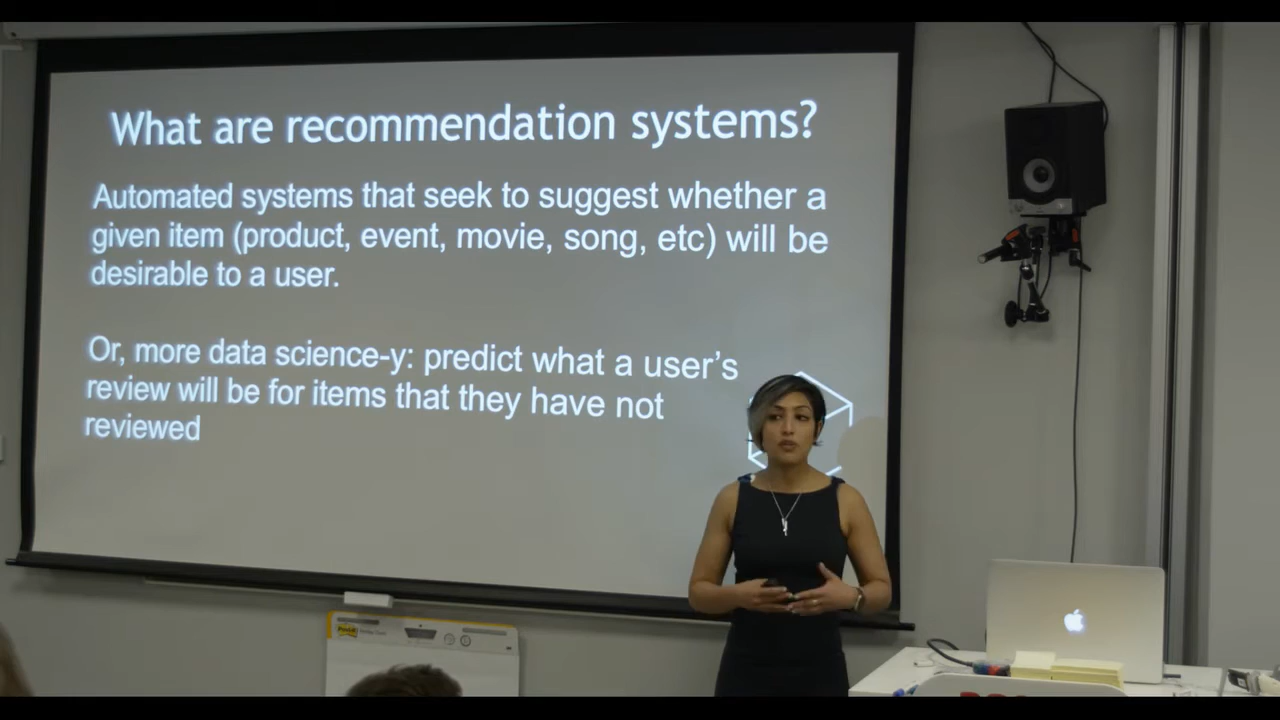 What are recommendation systems?
Automated systems that seek to suggest whether a
given item (product, event, movie, song, etc) will be
desirable to a user.
Or, more data science-y: predict what a user's
review will be for items that they have not
reviewed
Post-it